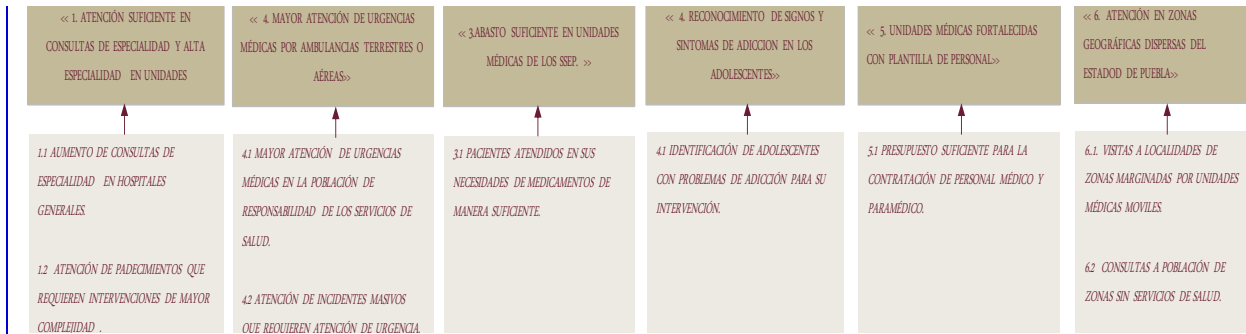 « 1. ATENCIÓN SUFICIENTE EN
CONSULTAS DE ESPECIALIDAD Y ALTA
ESPECIALIDAD EN UNIDADES
« 4. MAYOR ATENCIÓN DE URGENCIAS
MÉDICAS POR AMBULANCIAS TERRESTRES O
AÉREAS»
« 3.ABASTO SUFICIENTE EN UNIDADES
MÉDICAS DE LOS SSEP. »
« 4. RECONOCIMIENTO DE SIGNOS Y
SINTOMAS DE ADICCION EN LOS
ADOLESCENTES»
« 5. UNIDADES MÉDICAS FORTALECIDAS
CON PLANTILLA DE PERSONAL»
« 6. ATENCIÓN EN ZONAS
GEOGRÁFICAS DISPERSAS DEL
ESTADOD DE PUEBLA»
1.1 AUMENTO DE CONSULTAS DE
ESPECIALIDAD EN HOSPITALES
GENERALES.
1.2 ATENCIÓN DE PADECIMIENTOS QUE
REQUIEREN INTERVENCIONES DE MAYOR
COMPLEJIDAD .
4.1 MAYOR ATENCIÓN DE URGENCIAS
MÉDICAS EN LA POBLACIÓN DE
RESPONSABILIDAD DE LOS SERVICIOS DE
SALUD.
4.2 ATENCIÓN DE INCIDENTES MASIVOS
QUE REQUIEREN ATENCIÓN DE URGENCIA.
3.1 PACIENTES ATENDIDOS EN SUS
NECESIDADES DE MEDICAMENTOS DE
MANERA SUFICIENTE.
4.1 IDENTIFICACIÓN DE ADOLESCENTES
CON PROBLEMAS DE ADICCIÓN PARA SU
INTERVENCIÓN.
5.1 PRESUPUESTO SUFICIENTE PARA LA
CONTRATACIÓN DE PERSONAL MÉDICO Y
PARAMÉDICO.
6.1. VISITAS A LOCALIDADES DE
ZONAS MARGINADAS POR UNIDADES
MÉDICAS MOVILES.
6.2 CONSULTAS A POBLACIÓN DE
ZONAS SIN SERVICIOS DE SALUD.